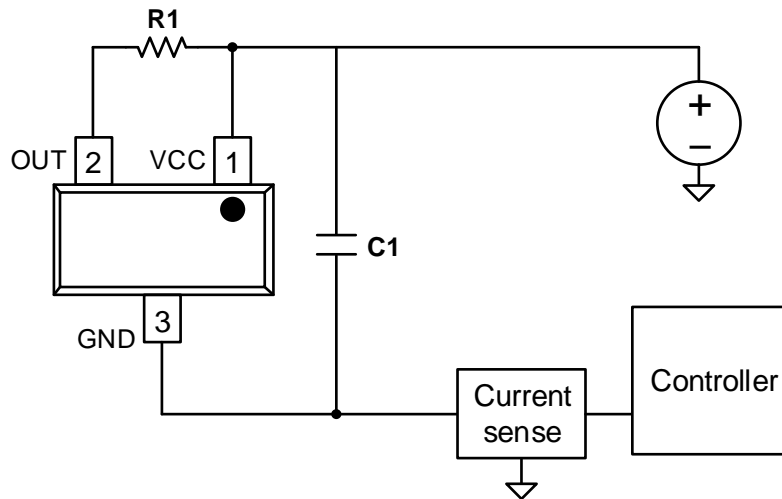 R1
OUT
2
VCC
1
+
−
C1
3
GND
Current
sense
Controller